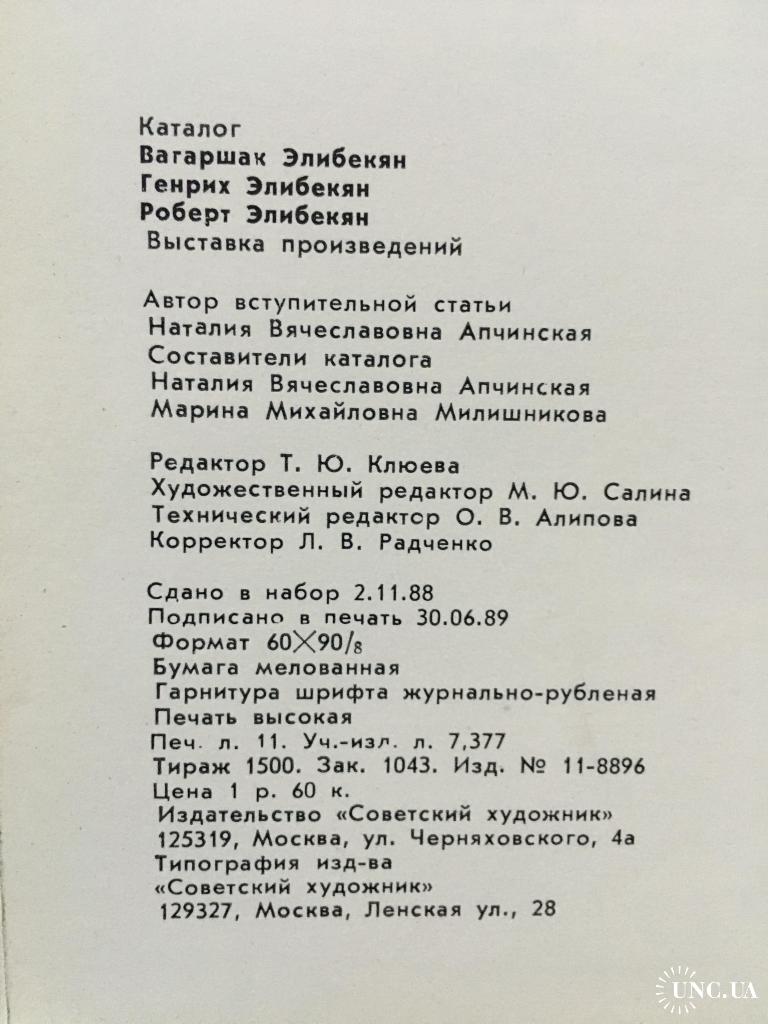 Каталог
Вагаршак Элибекян
Генрих Элибекян
Роберт Элибекян
Выставка произведений
Автор вступительной статьи
Наталия Вячеславовна Апчинская
Составители каталога
Наталия Вячеславовна Апчинская
Марина Михайловна Милишникова
Редактор Т. Ю. Клюева
Художественный редактор М. Ю. Салина
Технический редактор О. В. Алипова
Корректор Л. В. Радченко
Сдано в набор 2.11.88
Подписано в печать 30.06.89
Формат 60×90/8
Бумага мелованная
Гарнитура шрифта журнально-рубленая
Печать высокая
Печ. л. 11. Уч.-изл. л. 7,377
Тираж 1500. Зак. 1043. Изд. № 11-8896
Цена 1 р. 60 к.
Издательство «Советский художник»
125319, Москва, ул. Черняховского, 4а
Типография изд-ва
«Советский художник»
129327, Москва, Ленская ул., 28
UNC.UA